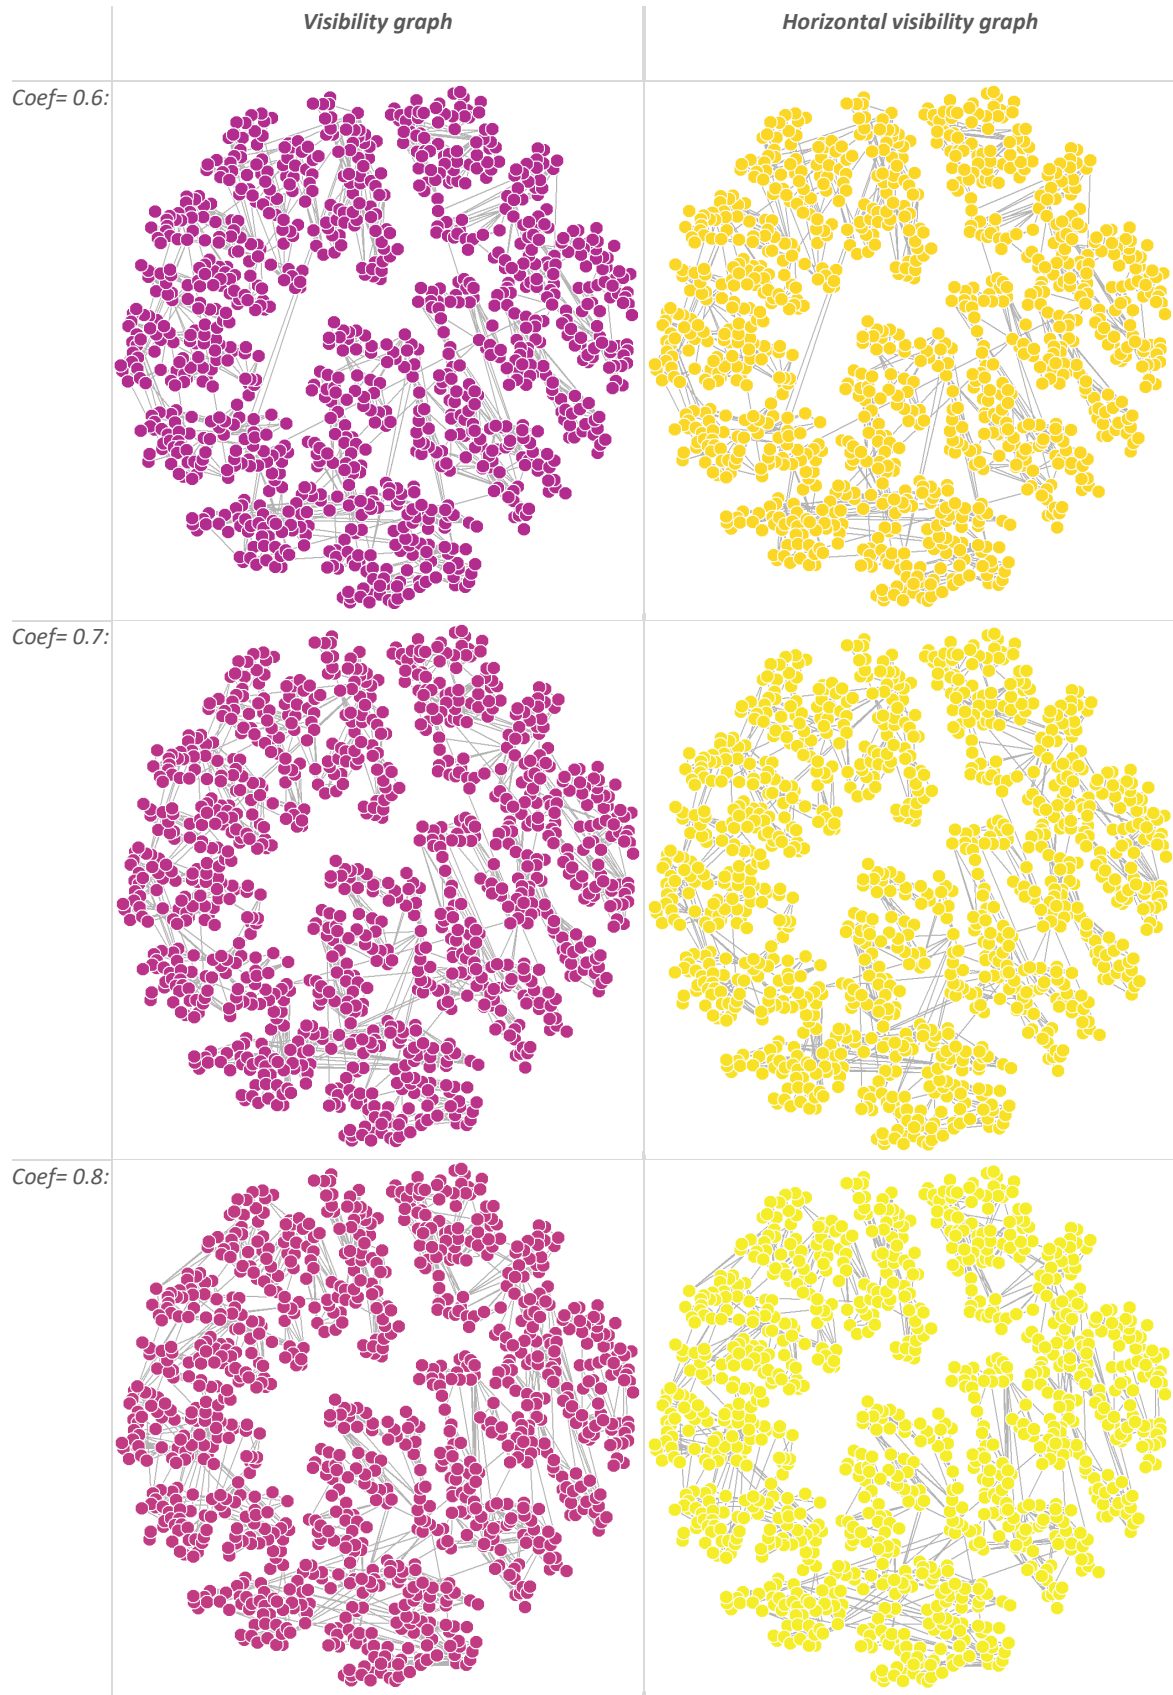 Visibility graph
Horizontal visibility graph
Coef= 0.6:
Coef= 0.7:
Coef= 0.8: